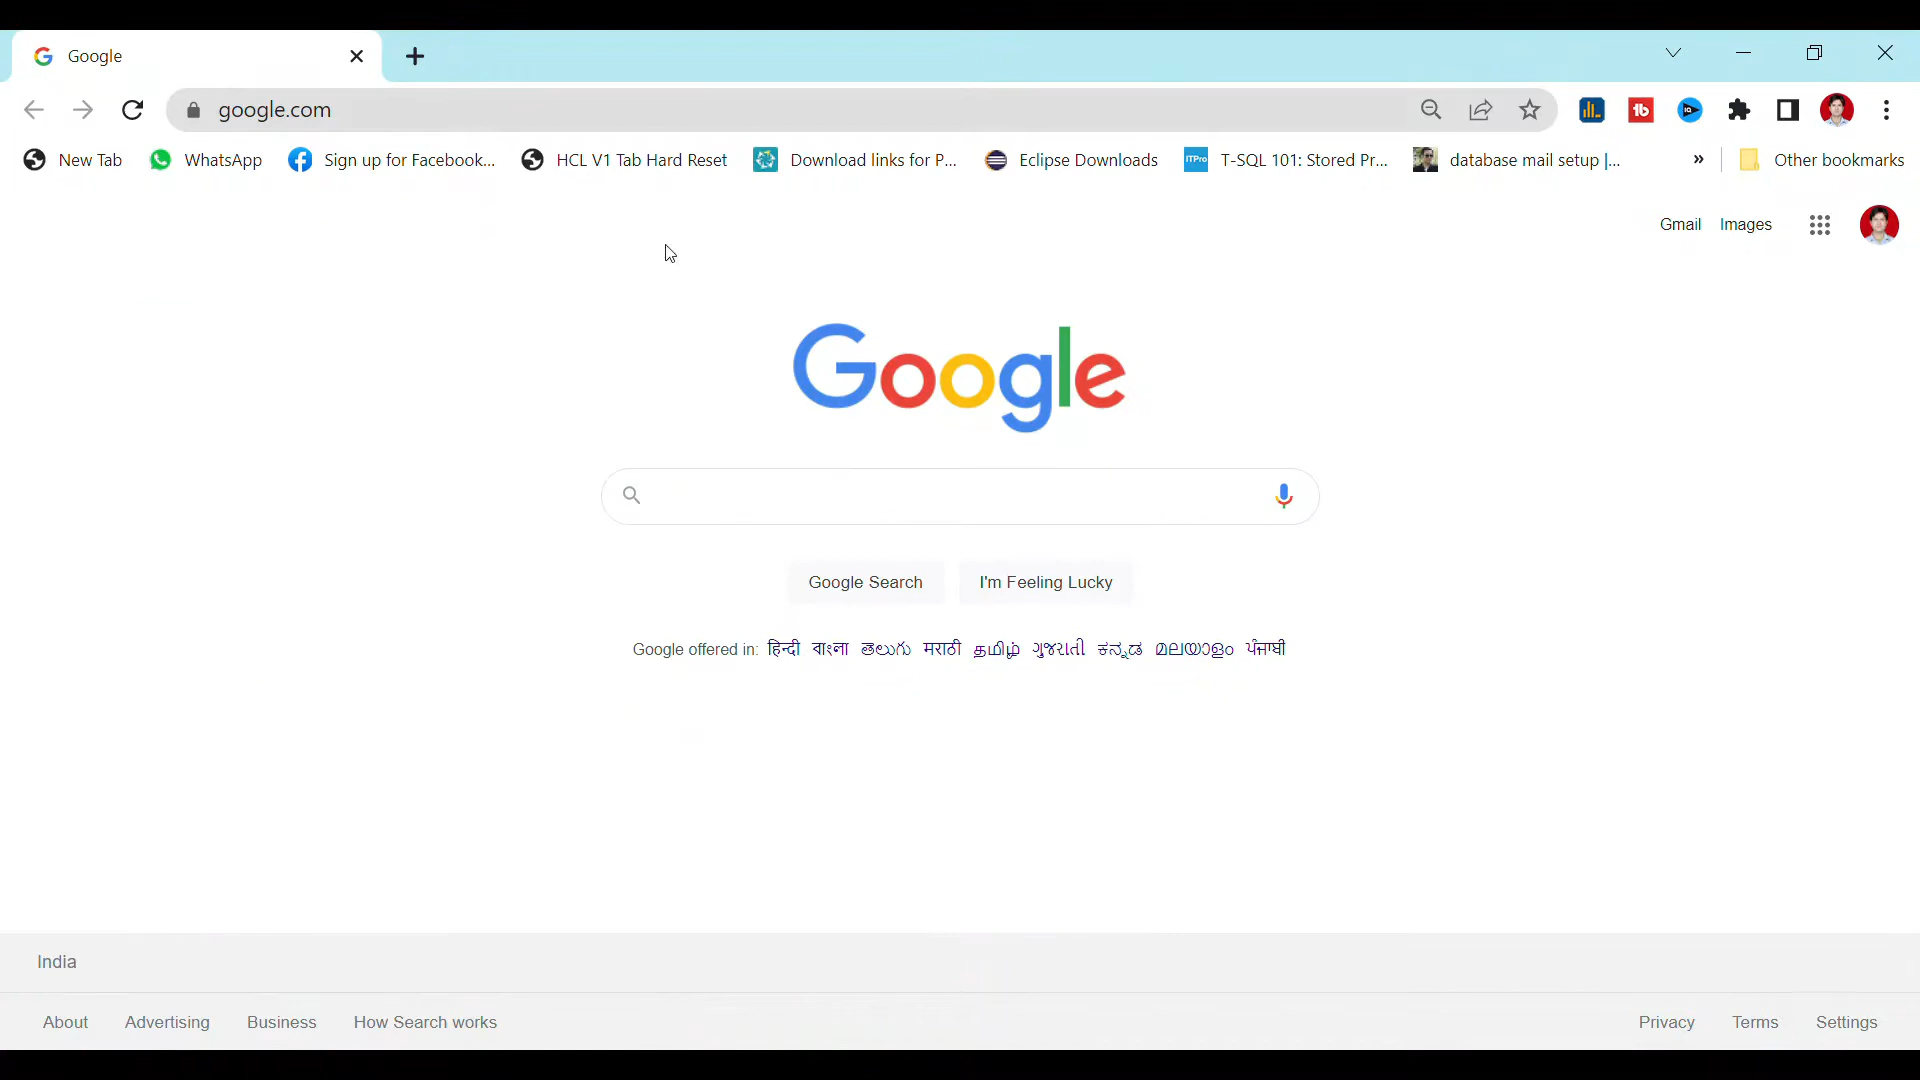 Google
google.com
New Tab WhatsApp Sign up for Facebook... HCL V1 Tab Hard Reset Download links for P... Eclipse Downloads ITPro T-SQL 101: Stored Pr... database mail setup |... » Other bookmarks
Gmail Images
Google
Google Search I'm Feeling Lucky
Google offered in: हिन्दी বাংলা తెలుగు मराठी தமிழ் ગુજરાતી ಕನ್ನಡ മലയാളം ਪੰਜਾਬੀ
India
About Advertising Business How Search works Privacy Terms Settings